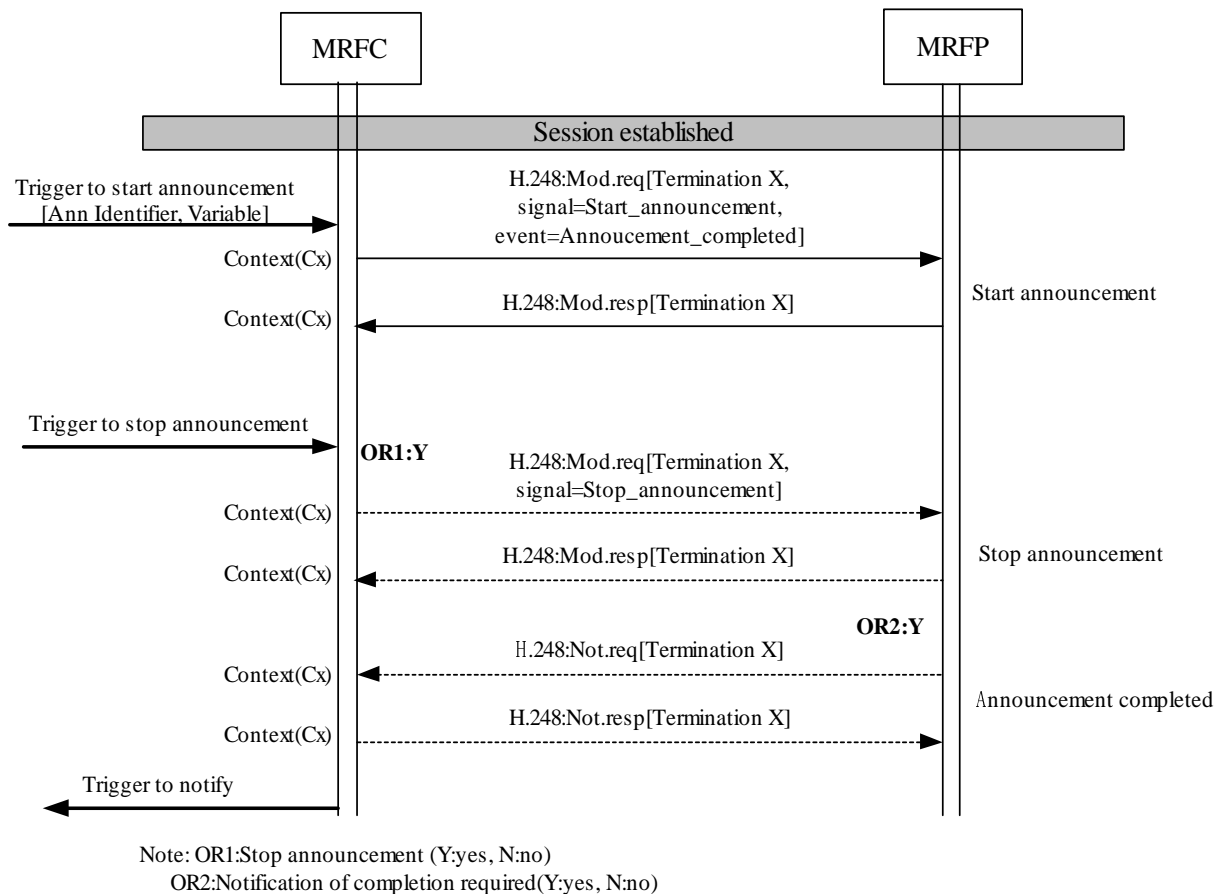 MRFC
MRFP
Session established
Trigger to start announcement
[Ann Identifier, Variable]
H.248:Mod.req[Termination X,
signal=Start_announcement,
event=Annoucement_completed]
Context(Cx)
Start announcement
H.248:Mod.resp[Termination X]
Context(Cx)
Trigger to stop announcement
OR1:Y
H.248:Mod.req[Termination X,
signal=Stop_announcement]
Context(Cx)
H.248:Mod.resp[Termination X]
Stop announcement
Context(Cx)
OR2:Y
H.248:Not.req[Termination X]
Context(Cx)
Announcement completed
H.248:Not.resp[Termination X]
Context(Cx)
Trigger to notify
Note: OR1:Stop announcement (Y:yes, N:no)
OR2:Notification of completion required(Y:yes, N:no)